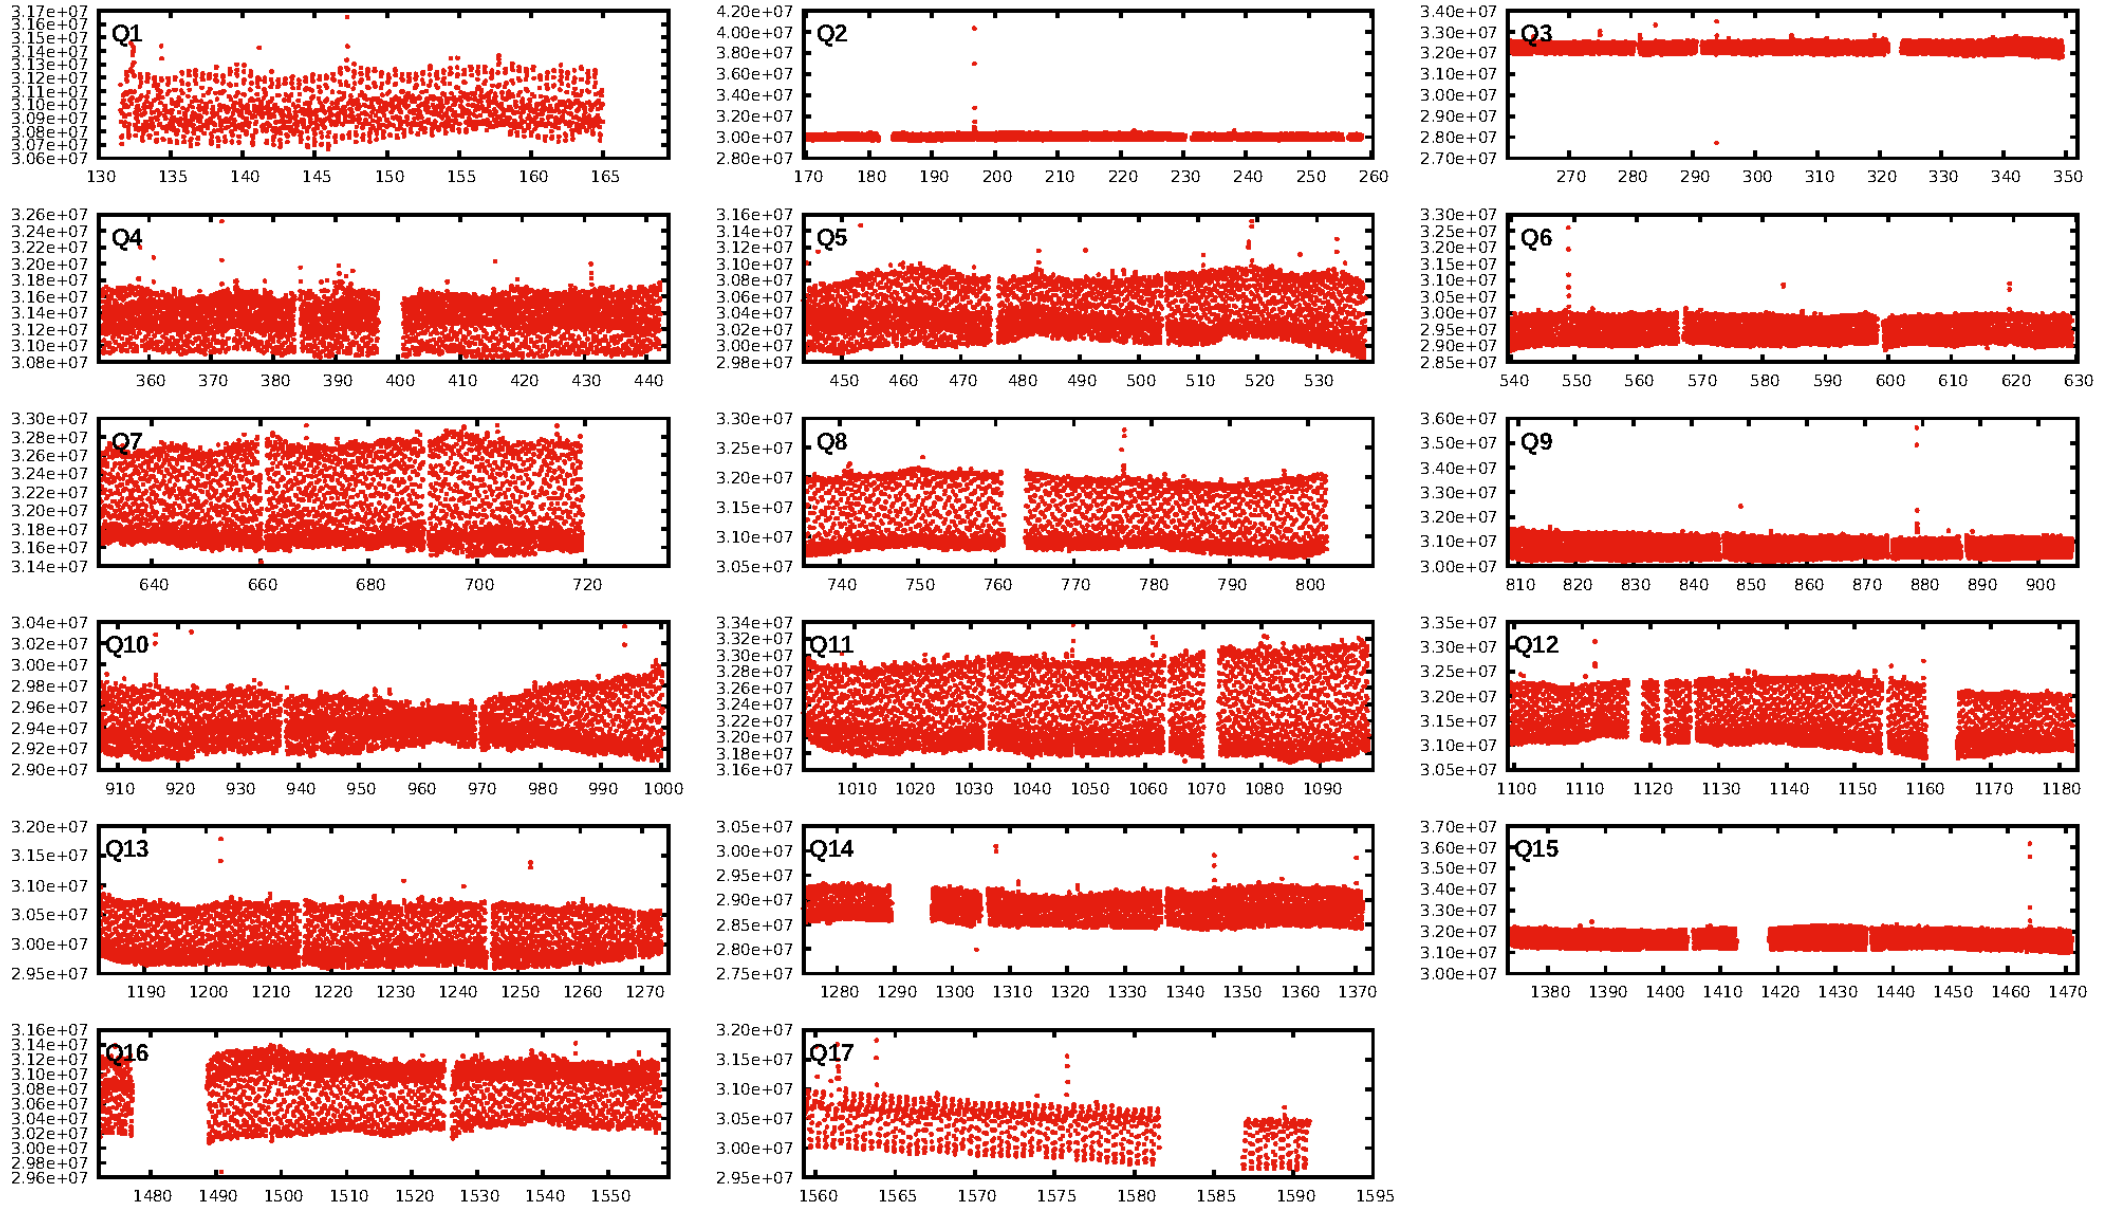 3.17e+07
3.16e+07
3.15e+07
3.14e+07
3.13e+07
3.12e+07
3.11e+07
3.10e+07
3.09e+07
3.08e+07
3.07e+07
3.06e+07
Q1
130 135 140 145 150 155 160 165
4.20e+07
4.00e+07
3.80e+07
3.60e+07
3.40e+07
3.20e+07
3.00e+07
2.80e+07
Q2
170 180 190 200 210 220 230 240 250 260
3.40e+07
3.30e+07
3.20e+07
3.10e+07
3.00e+07
2.90e+07
2.80e+07
2.70e+07
Q3
270 280 290 300 310 320 330 340 350
3.26e+07
3.24e+07
3.22e+07
3.20e+07
3.18e+07
3.16e+07
3.14e+07
3.12e+07
3.10e+07
3.08e+07
Q4
360 370 380 390 400 410 420 430 440
3.16e+07
3.14e+07
3.12e+07
3.10e+07
3.08e+07
3.06e+07
3.04e+07
3.02e+07
3.00e+07
2.98e+07
Q5
450 460 470 480 490 500 510 520 530
3.30e+07
3.25e+07
3.20e+07
3.15e+07
3.10e+07
3.05e+07
3.00e+07
2.95e+07
2.90e+07
2.85e+07
Q6
540 550 560 570 580 590 600 610 620 630
3.30e+07
3.28e+07
3.26e+07
3.24e+07
3.22e+07
3.20e+07
3.18e+07
3.16e+07
3.14e+07
Q7
640 660 680 700 720
3.30e+07
3.25e+07
3.20e+07
3.15e+07
3.10e+07
3.05e+07
Q8
740 750 760 770 780 790 800
3.60e+07
3.50e+07
3.40e+07
3.30e+07
3.20e+07
3.10e+07
3.00e+07
Q9
810 820 830 840 850 860 870 880 890 900
3.04e+07
3.02e+07
3.00e+07
2.98e+07
2.96e+07
2.94e+07
2.92e+07
2.90e+07
Q10
910 920 930 940 950 960 970 980 990 1000
3.34e+07
3.32e+07
3.30e+07
3.28e+07
3.26e+07
3.24e+07
3.22e+07
3.20e+07
3.18e+07
3.16e+07
Q11
1010 1020 1030 1040 1050 1060 1070 1080 1090
3.35e+07
3.30e+07
3.25e+07
3.20e+07
3.15e+07
3.10e+07
3.05e+07
Q12
1100 1110 1120 1130 1140 1150 1160 1170 1180
3.20e+07
3.15e+07
3.10e+07
3.05e+07
3.00e+07
2.95e+07
Q13
1190 1200 1210 1220 1230 1240 1250 1260 1270
3.05e+07
3.00e+07
2.95e+07
2.90e+07
2.85e+07
2.80e+07
2.75e+07
Q14
1280 1290 1300 1310 1320 1330 1340 1350 1360 1370
3.70e+07
3.60e+07
3.50e+07
3.40e+07
3.30e+07
3.20e+07
3.10e+07
3.00e+07
Q15
1380 1390 1400 1410 1420 1430 1440 1450 1460 1470
3.16e+07
3.14e+07
3.12e+07
3.10e+07
3.08e+07
3.06e+07
3.04e+07
3.02e+07
3.00e+07
2.98e+07
2.96e+07
Q16
1480 1490 1500 1510 1520 1530 1540 1550
3.20e+07
3.15e+07
3.10e+07
3.05e+07
3.00e+07
2.95e+07
Q17
1560 1565 1570 1575 1580 1585 1590 1595